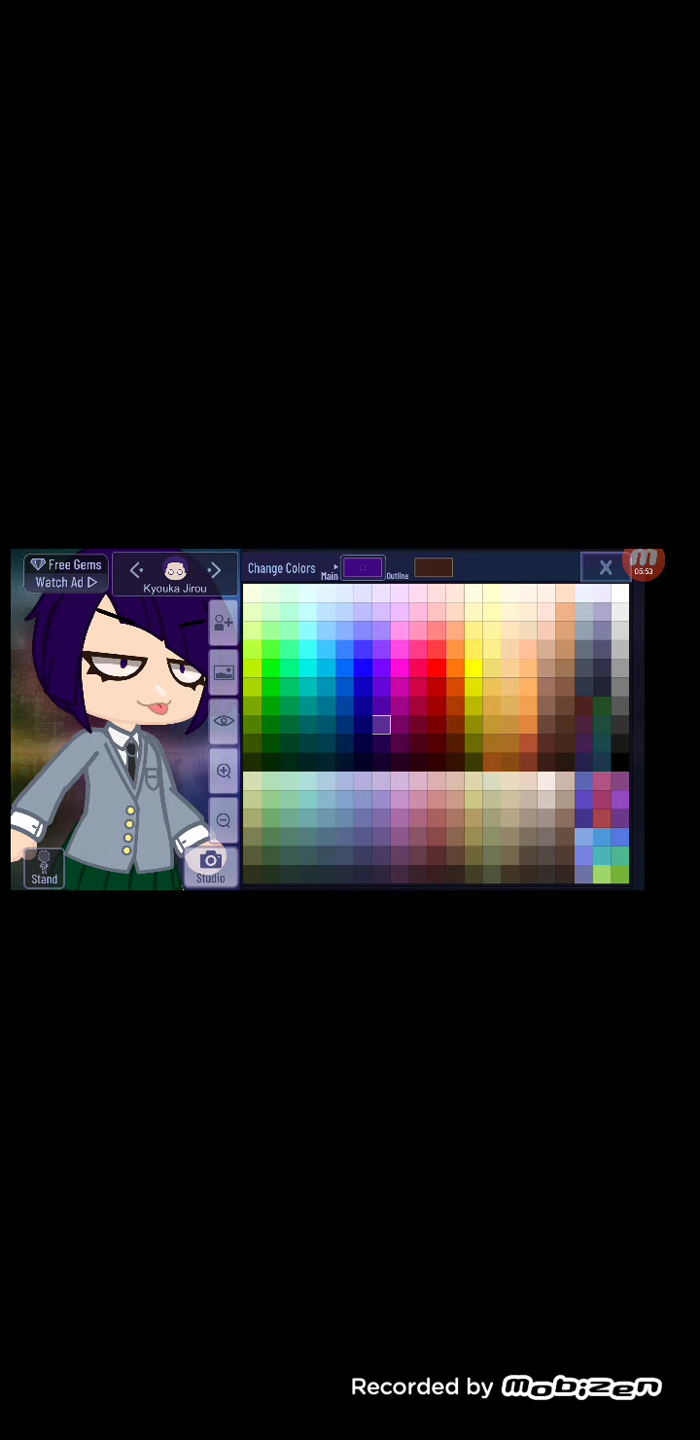 Free Gems
Watch Ad
Kyouka Jirou
Change Colors
Main
Outline
X
M
05:53
Stand
Studio
Recorded by mobizen